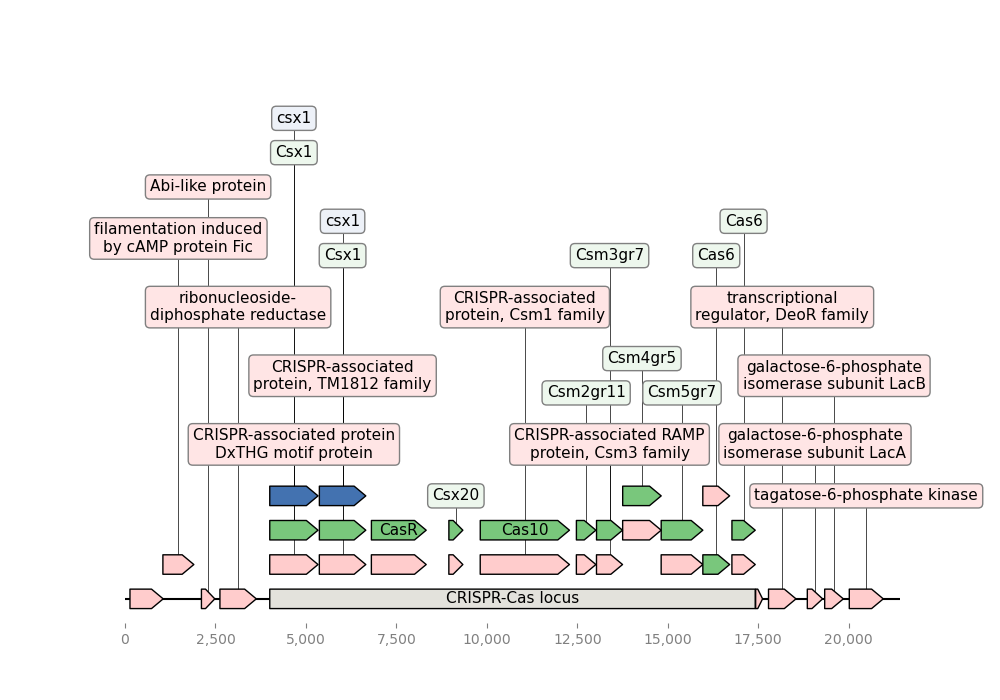 csx1
Csx1
Abi-like protein
filamentation induced
by cAMP protein Fic
csx1
Cas6
Csx1
Csm3gr7
Cas6
ribonucleoside-
diphosphate reductase
CRISPR-associated
protein, Csm1 family
transcriptional
regulator, DeoR family
CRISPR-associated
protein, TM1812 family
Csm4gr5
galactose-6-phosphate
isomerase subunit LacB
Csm2gr11
Csm5gr7
CRISPR-associated protein
DxTHG motif protein
CRISPR-associated RAMP
protein, Csm3 family
galactose-6-phosphate
isomerase subunit LacA
Csx20
tagatose-6-phosphate kinase
CasR
Cas10
CRISPR-Cas locus
0
2,500
5,000
7,500
10,000
12,500
15,000
17,500
20,000